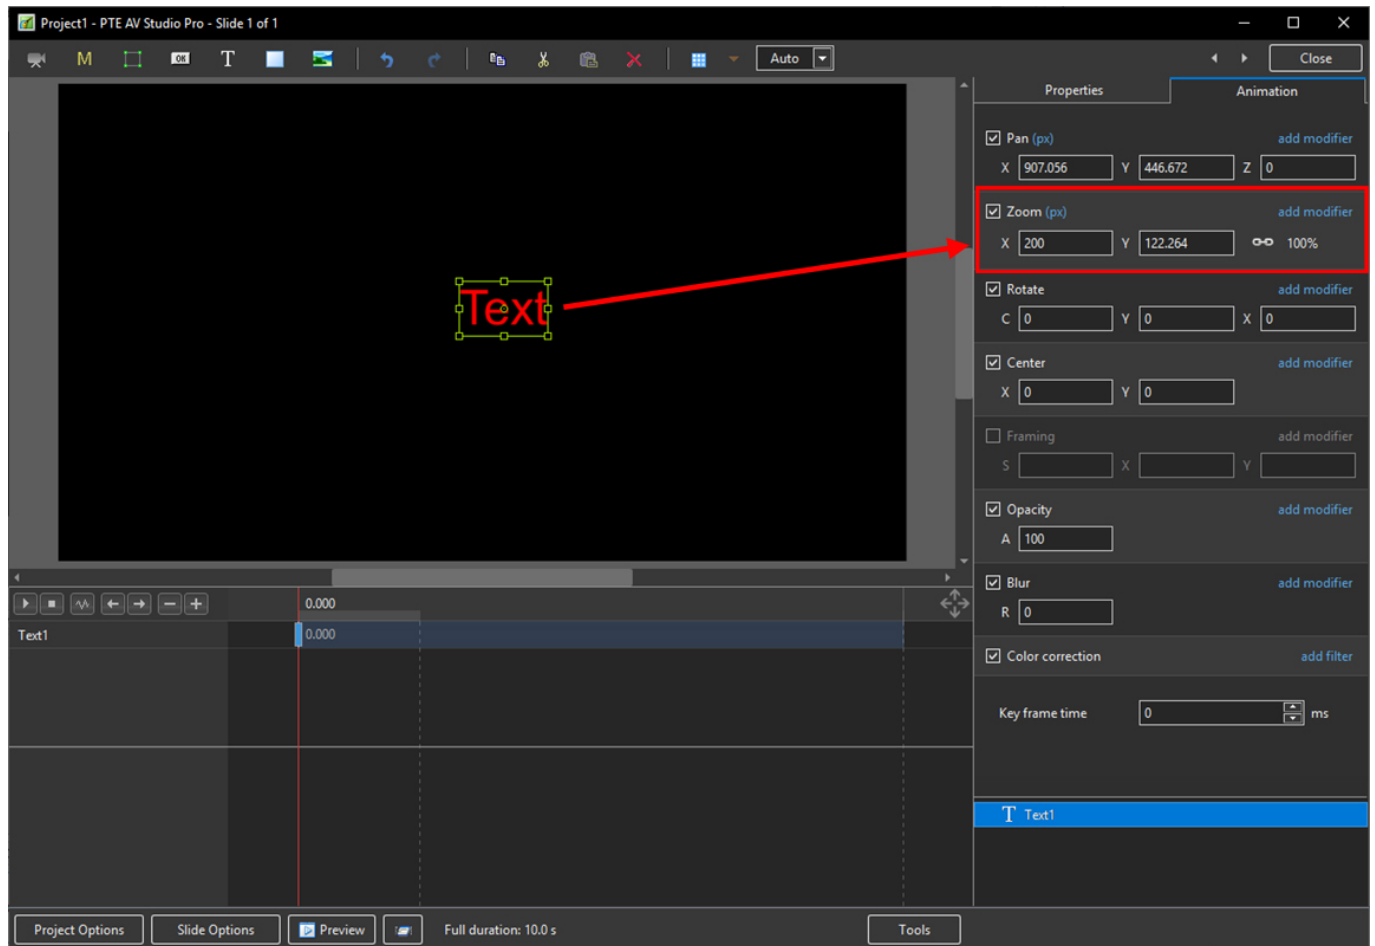 Project1 - PTE AV Studio Pro - Slide 1 of 1
M OK T Auto Close
Properties Animation
Pan (px) add modifier
X 907.056 Y 446.672 Z 0
Zoom (px) add modifier
X 200 Y 122.264 100%
Text
Rotate add modifier
C 0 Y 0 X 0
Center add modifier
X 0 Y 0
Framing add modifier
S X Y
Opacity add modifier
A 100
Blur add modifier
R 0
0.000
Text1 0.000
Color correction add filter
Key frame time 0 ms
T Text1
Project Options Slide Options Preview Full duration: 10.0 s Tools